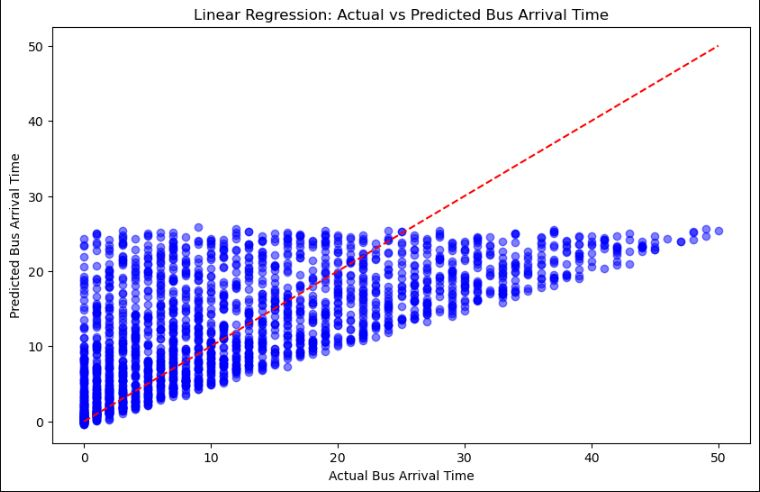 Linear Regression: Actual vs Predicted Bus Arrival Time
50
40
30
20
10
0
Predicted Bus Arrival Time
0 10 20 30 40 50
Actual Bus Arrival Time